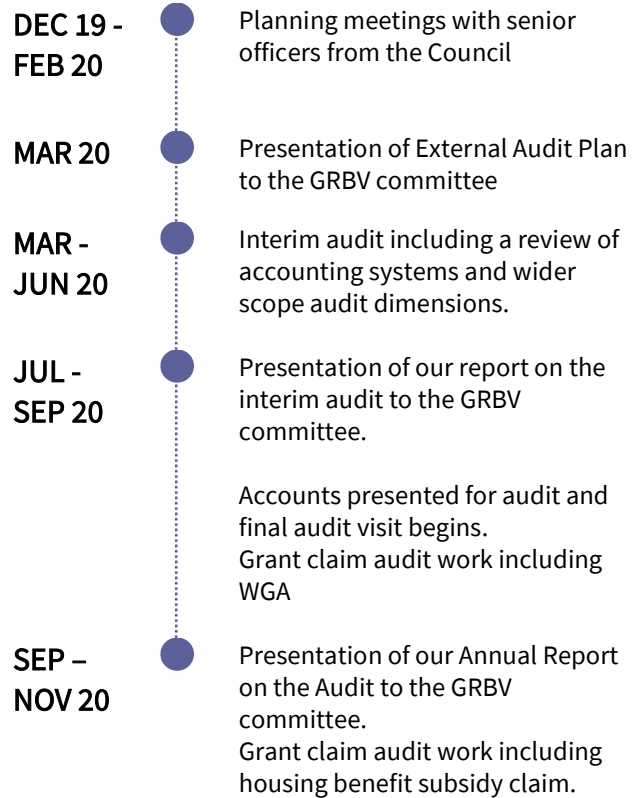 DEC 19 -
FEB 20
Planning meetings with senior
officers from the Council
MAR 20
Presentation of External Audit Plan
to the GRBV committee
MAR -
JUN 20
Interim audit including a review of
accounting systems and wider
scope audit dimensions.
JUL -
SEP 20
Presentation of our report on the
interim audit to the GRBV
committee.
Accounts presented for audit and
final audit visit begins.
Grant claim audit work including
WGA
SEP –
NOV 20
Presentation of our Annual Report
on the Audit to the GRBV
committee.
Grant claim audit work including
housing benefit subsidy claim.